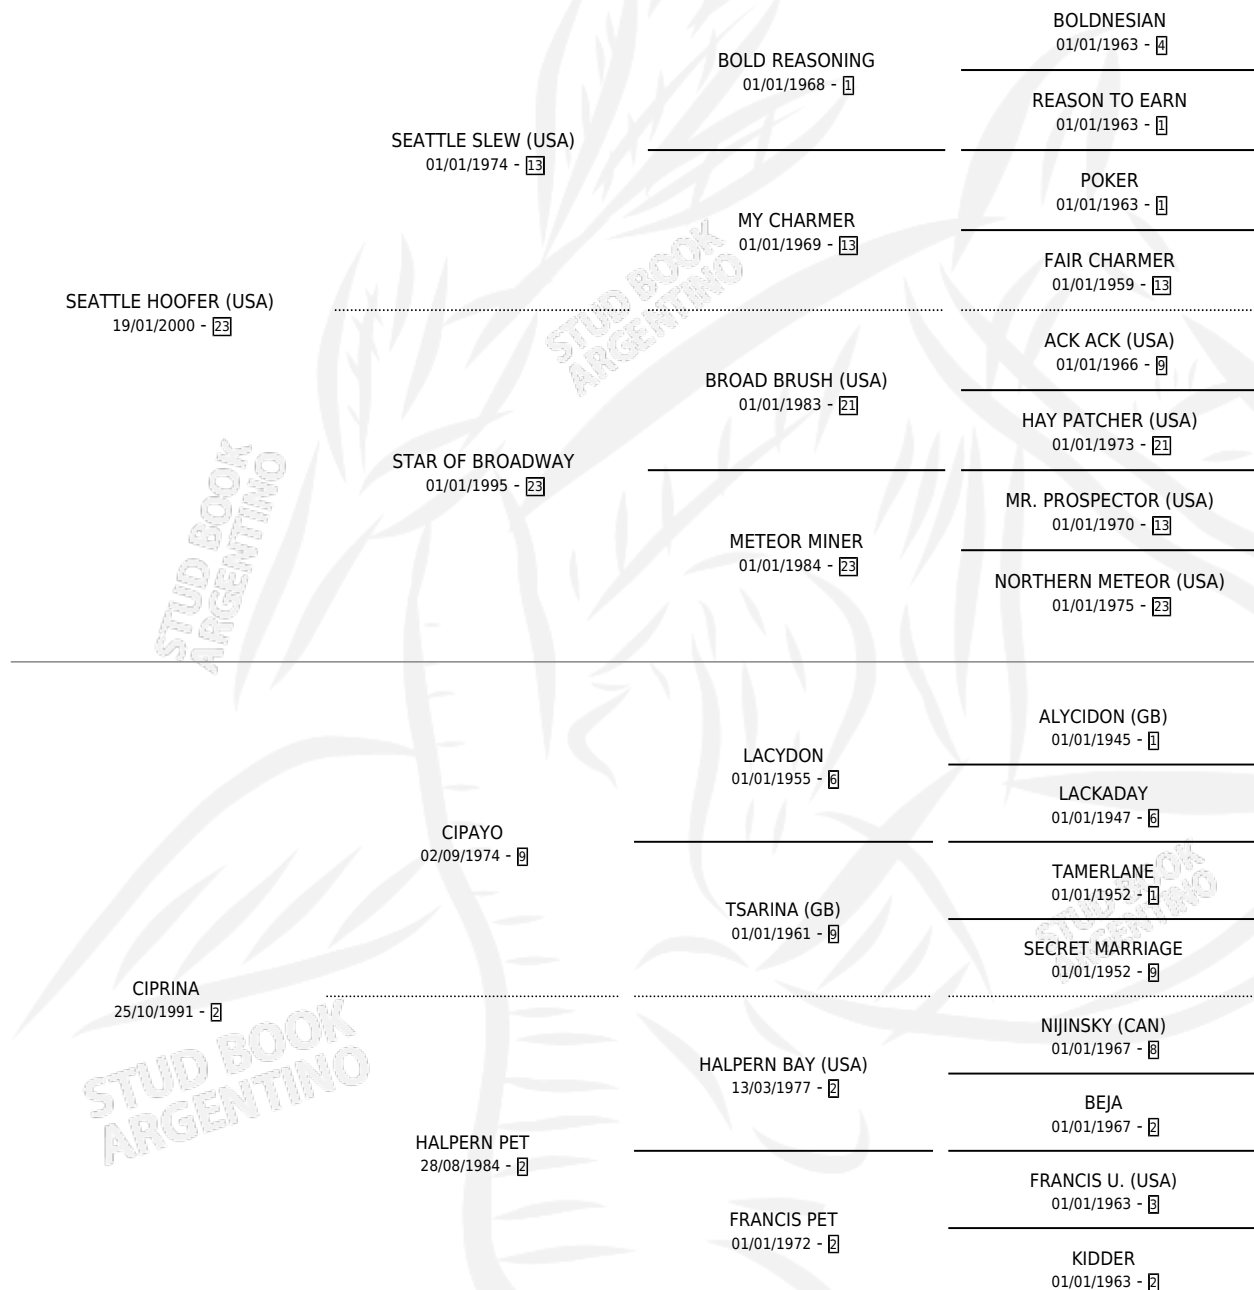 BOLDNESIAN
01/01/1963 - 4
BOLD REASONING
01/01/1968 - 1
REASON TO EARN
01/01/1963 - 1
SEATTLE SLEW (USA)
01/01/1974 - 13
POKER
01/01/1963 - 1
MY CHARMER
01/01/1969 - 13
FAIR CHARMER
01/01/1959 - 13
SEATTLE HOOFER (USA)
19/01/2000 - 23
STUD BOOK
ARGENTINO
ACK ACK (USA)
01/01/1966 - 9
BROAD BRUSH (USA)
01/01/1983 - 21
HAY PATCHER (USA)
01/01/1973 - 21
STAR OF BROADWAY
01/01/1995 - 23
MR. PROSPECTOR (USA)
01/01/1970 - 13
METEOR MINER
01/01/1984 - 23
NORTHERN METEOR (USA)
01/01/1975 - 23
STUD BOOK
ARGENTINO
ALYCIDON (GB)
01/01/1945 - 1
LACYDON
01/01/1955 - 6
LACKADAY
01/01/1947 - 6
CIPAYO
02/09/1974 - 9
TAMERLANE
01/01/1952 - 1
TSARINA (GB)
01/01/1961 - 9
SECRET MARRIAGE
01/01/1952 - 9
STUD BOOK
ARGENTINO
CIPRINA
25/10/1991 - 2
STUD BOOK
ARGENTINO
NIJINSKY (CAN)
01/01/1967 - 8
HALPERN BAY (USA)
13/03/1977 - 2
BEJA
01/01/1967 - 2
HALPERN PET
28/08/1984 - 2
FRANCIS U. (USA)
01/01/1963 - 3
FRANCIS PET
01/01/1972 - 2
KIDDER
01/01/1963 - 2